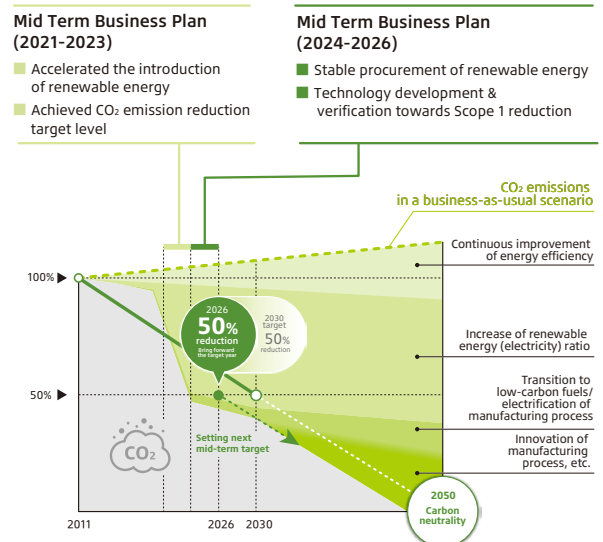 Mid Term Business Plan
(2021-2023)
Accelerated the introduction
of renewable energy
Achieved CO₂ emission reduction
target level
Mid Term Business Plan
(2024-2026)
Stable procurement of renewable energy
Technology development &
verification towards Scope 1 reduction
CO₂ emissions
in a business-as-usual scenario
Continuous improvement
of energy efficiency
100%
2026
50%
reduction
Bring forward
the target year
2030
target
50%
reduction
Increase of renewable
energy (electricity) ratio
50%
Transition to
low-carbon fuels/
electrification of
manufacturing process
Setting next
mid-term target
CO₂
Innovation of
manufacturing
process, etc.
2050
Carbon
neutrality
2011
2026
2030